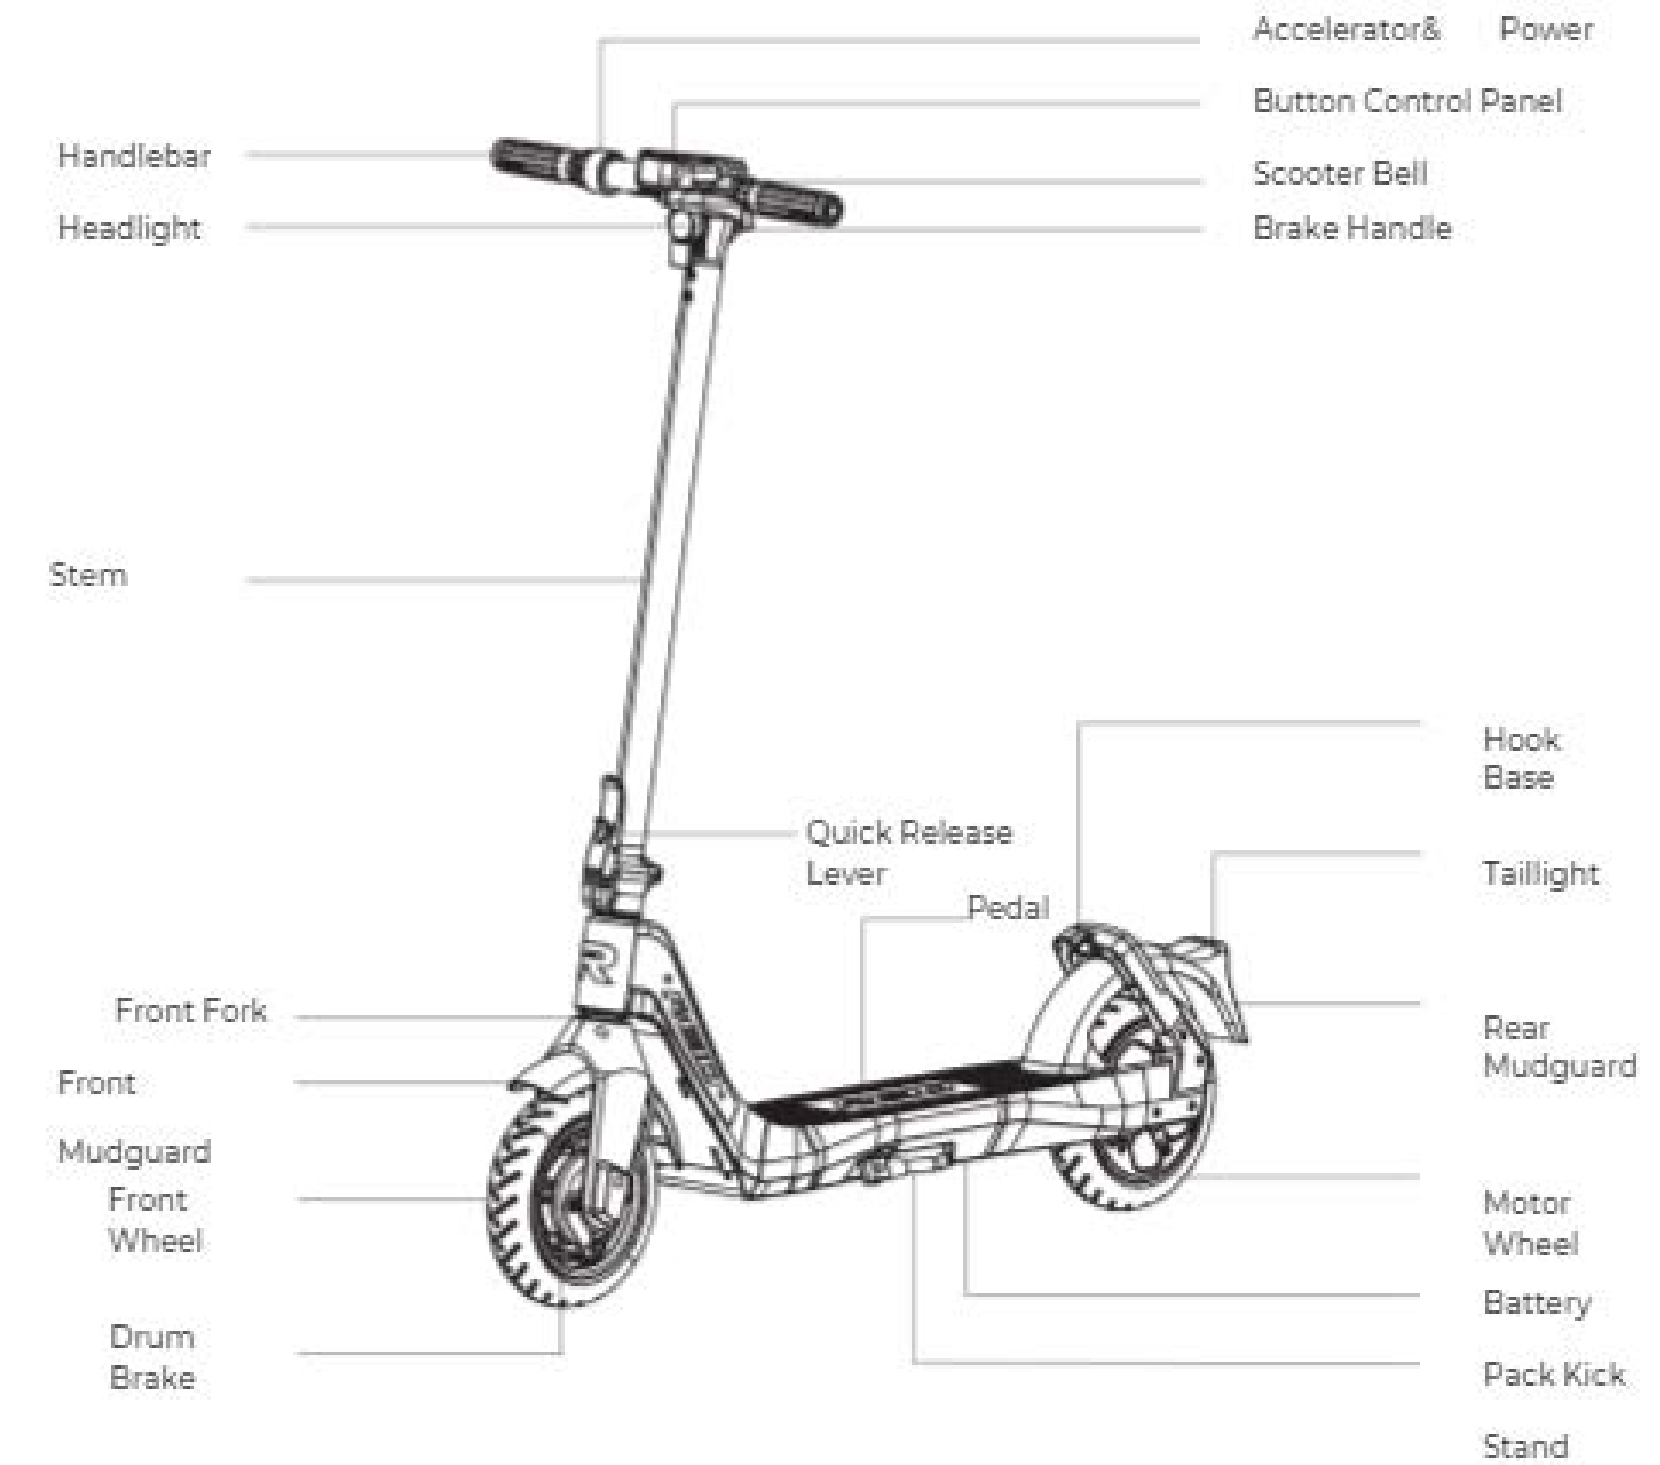 Accelerator& Power
Button Control Panel
Handlebar
Scooter Bell
Headlight
Brake Handle
Stem
Hook
Base
Quick Release
Lever
Taillight
Pedal
Front Fork
Rear
Mudguard
Front
Mudguard
Front
Wheel
Motor
Wheel
Battery
Drum
Brake
Pack Kick
Stand
R